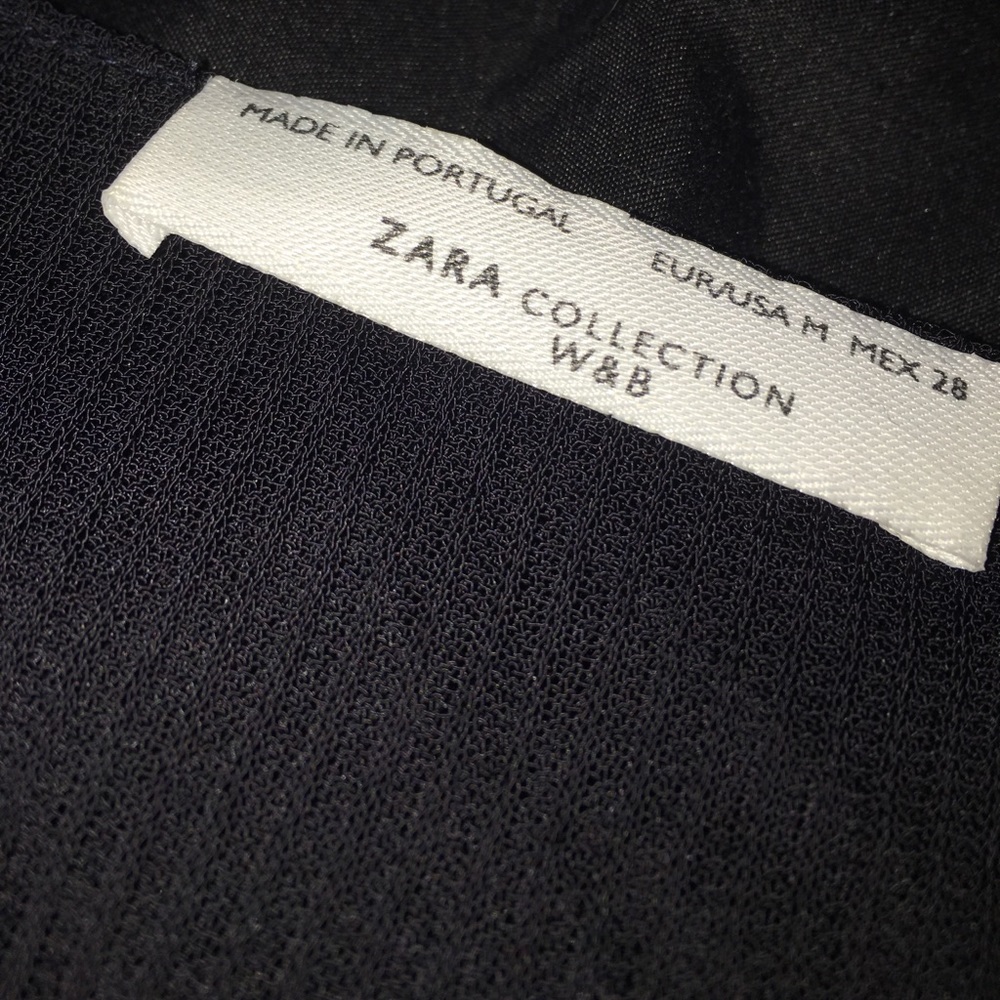 MADE IN PORTUGAL EUR/USA M MEX 28
ZARA COLLECTION
W&B